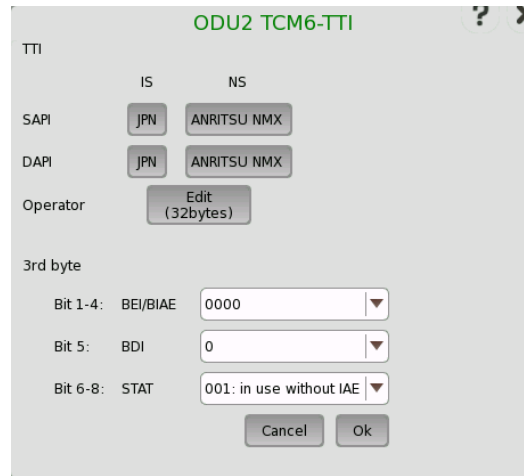 ODU2 TCM6-TTI ?
TTI
IS NS
SAPI JPN ANRITSU NMX
DAPI JPN ANRITSU NMX
Operator Edit
(32bytes)
3rd byte
Bit 1-4: BEI/BIAE 0000
Bit 5: BDI 0
Bit 6-8: STAT 001: in use without IAE
Cancel Ok